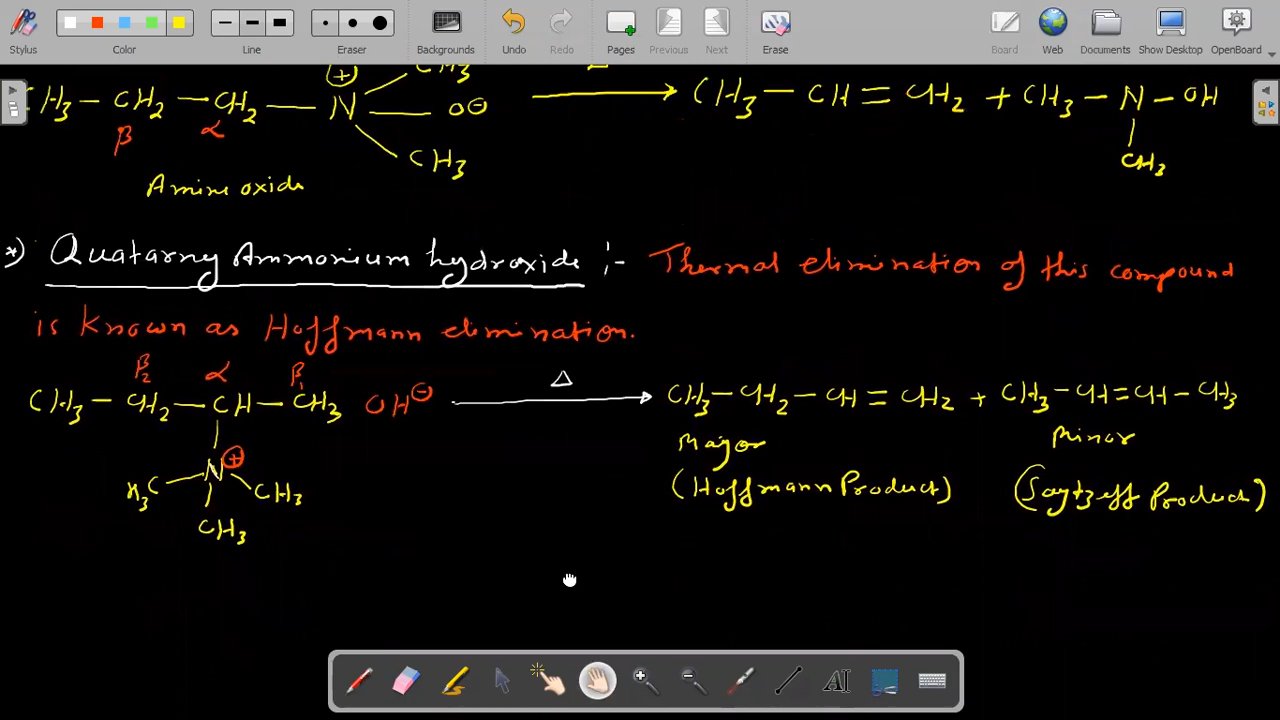 Stylus Color Line Eraser Backgrounds Undo Redo Pages Previous Next Erase Board Web Documents Show Desktop OpenBoard
CH3
CH3 — CH2 — CH2 — N — O⊖ → CH3 — CH = CH2 + CH3 — N — OH
⊕
β α
CH3 CH3
Amine oxide
*) Quatarny Ammonium hydroxide :- Thermal elimination of this compound
is known as Hoffmann elimination.
β2 α β1 Δ
CH3 — CH2 — CH — CH3 OH⊖ → CH3 — CH2 — CH = CH2 + CH3 — CH = CH — CH3
Major Minor
H3C — N⊕ — CH3 (Hoffmann Product) (Saytzeff Product)
CH3